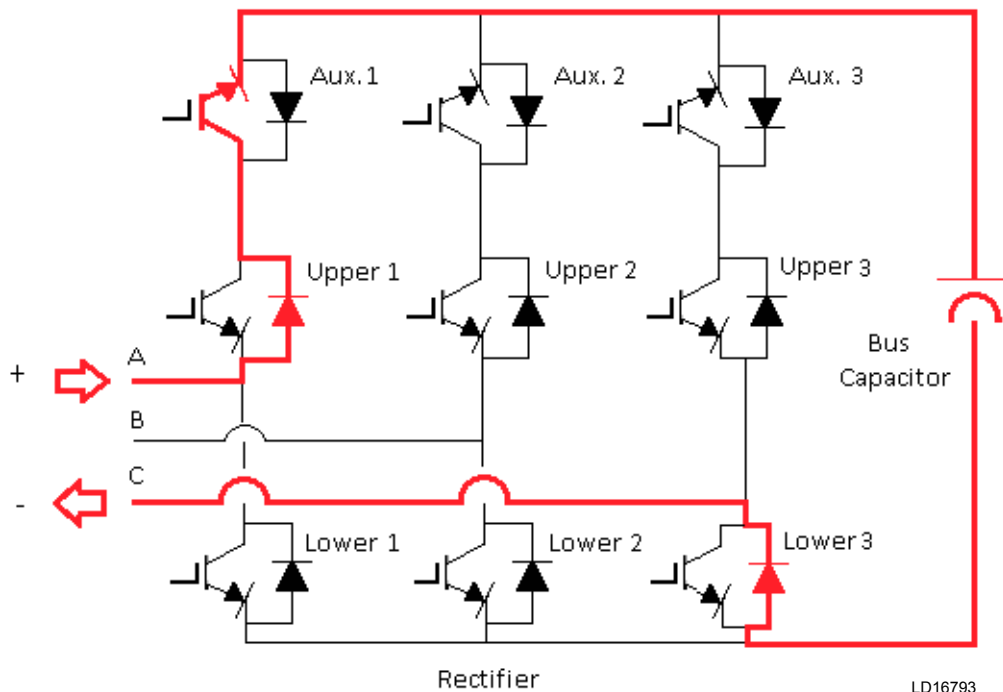 Aux. 1
Aux. 2
Aux. 3
Upper 1
Upper 2
Upper 3
+
A
Bus
Capacitor
B
C
-
Lower 1
Lower 2
Lower 3
Rectifier
LD16793